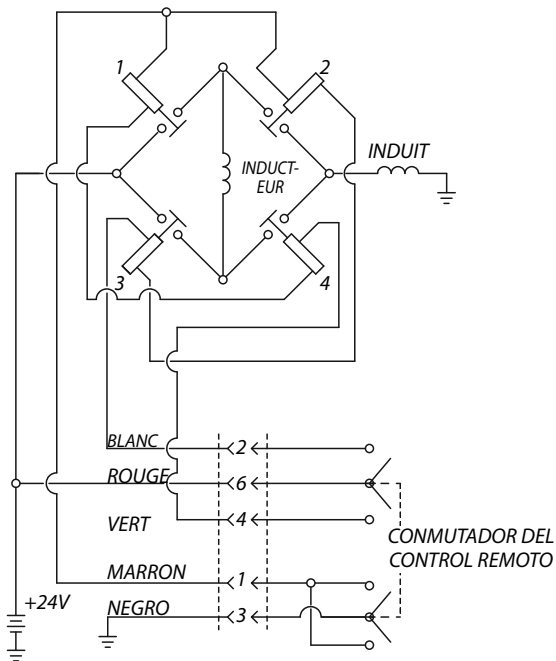 1
2
INDUCT-
EUR
INDUIT
3
4
BLANC
2
ROUGE
6
VERT
4
CONMUTADOR DEL
CONTROL REMOTO
MARRON
1
+24V
NEGRO
3